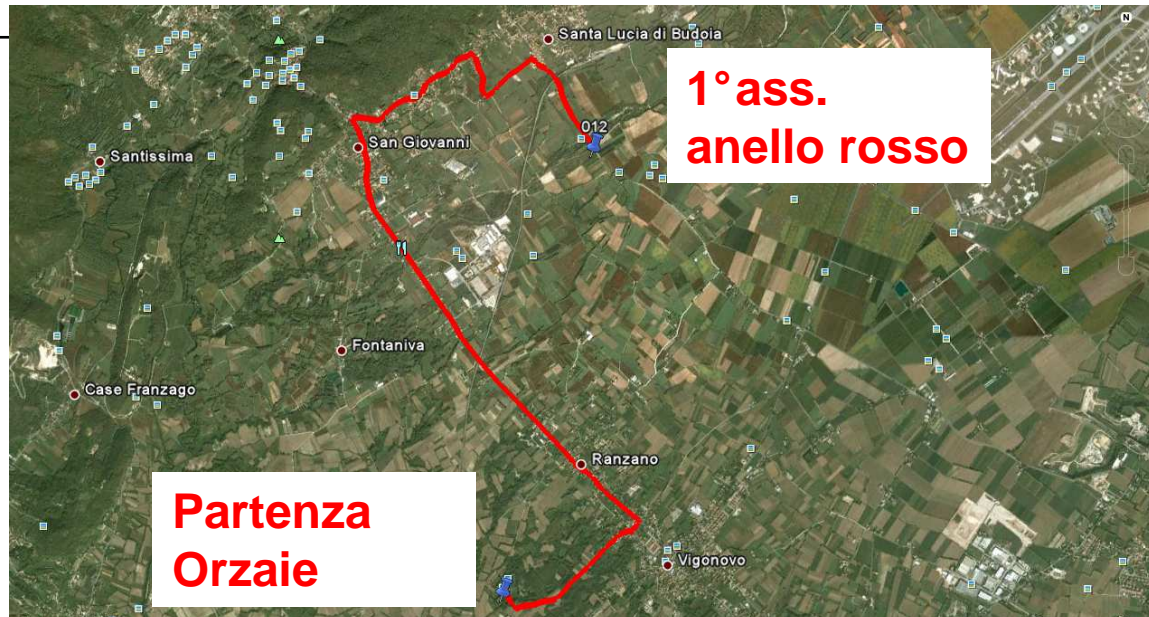 Santa Lucia di Budoia
N
1°ass.
anello rosso
012
San Giovanni
Santissima
Fontaniva
Case Franzago
Ranzano
Partenza
Orzaie
Vigonovo